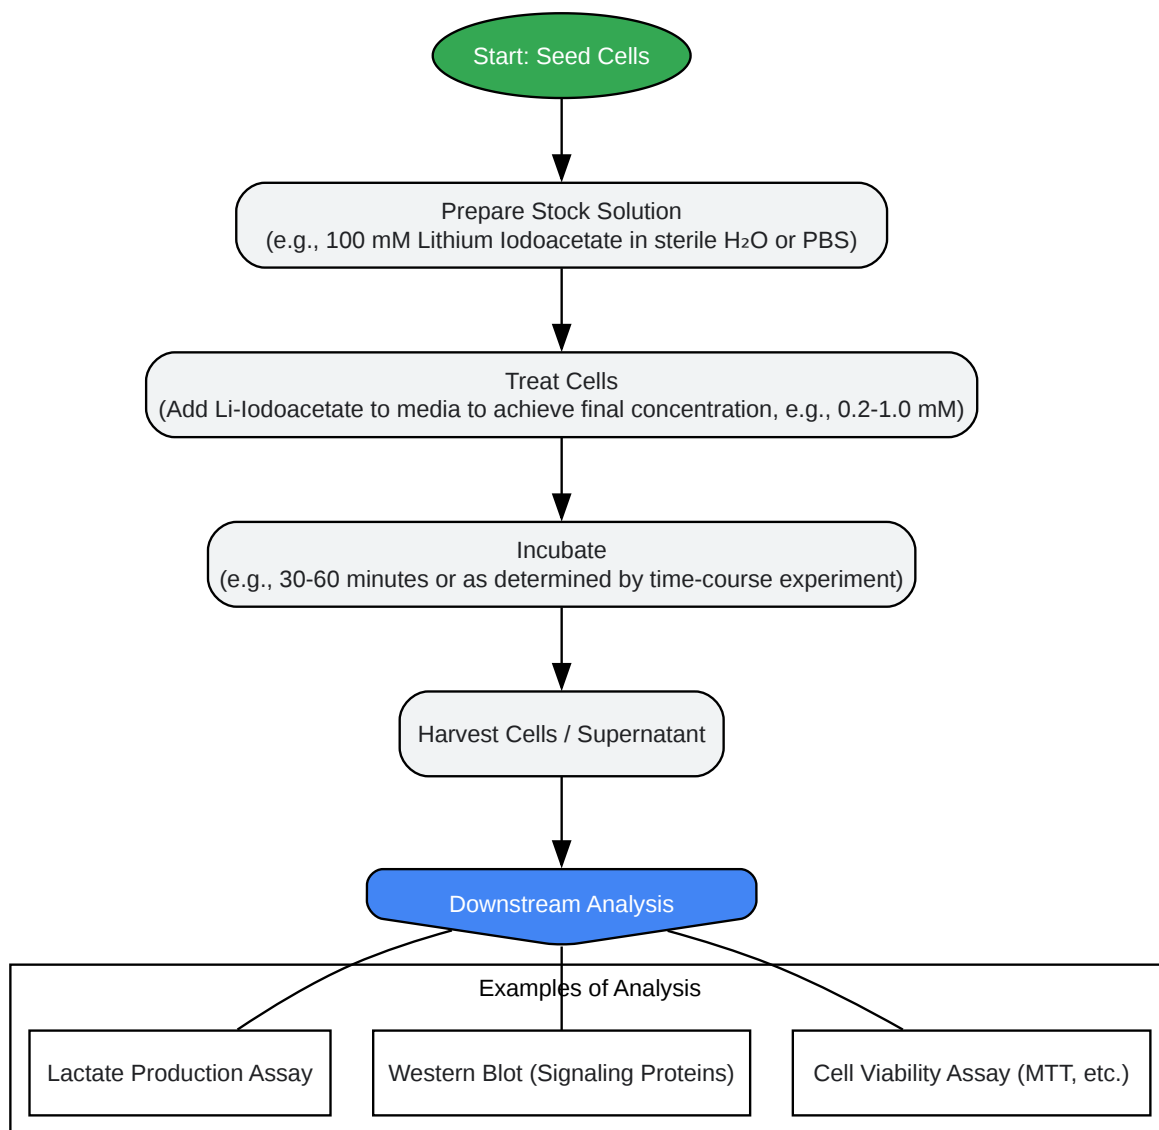 Start: Seed Cells
Prepare Stock Solution
(e.g., 100 mM Lithium Iodoacetate in sterile H₂O or PBS)
Treat Cells
(Add Li-Iodoacetate to media to achieve final concentration, e.g., 0.2-1.0 mM)
Incubate
(e.g., 30-60 minutes or as determined by time-course experiment)
Harvest Cells / Supernatant
Downstream Analysis
Examples of Analysis
Lactate Production Assay
Western Blot (Signaling Proteins)
Cell Viability Assay (MTT, etc.)